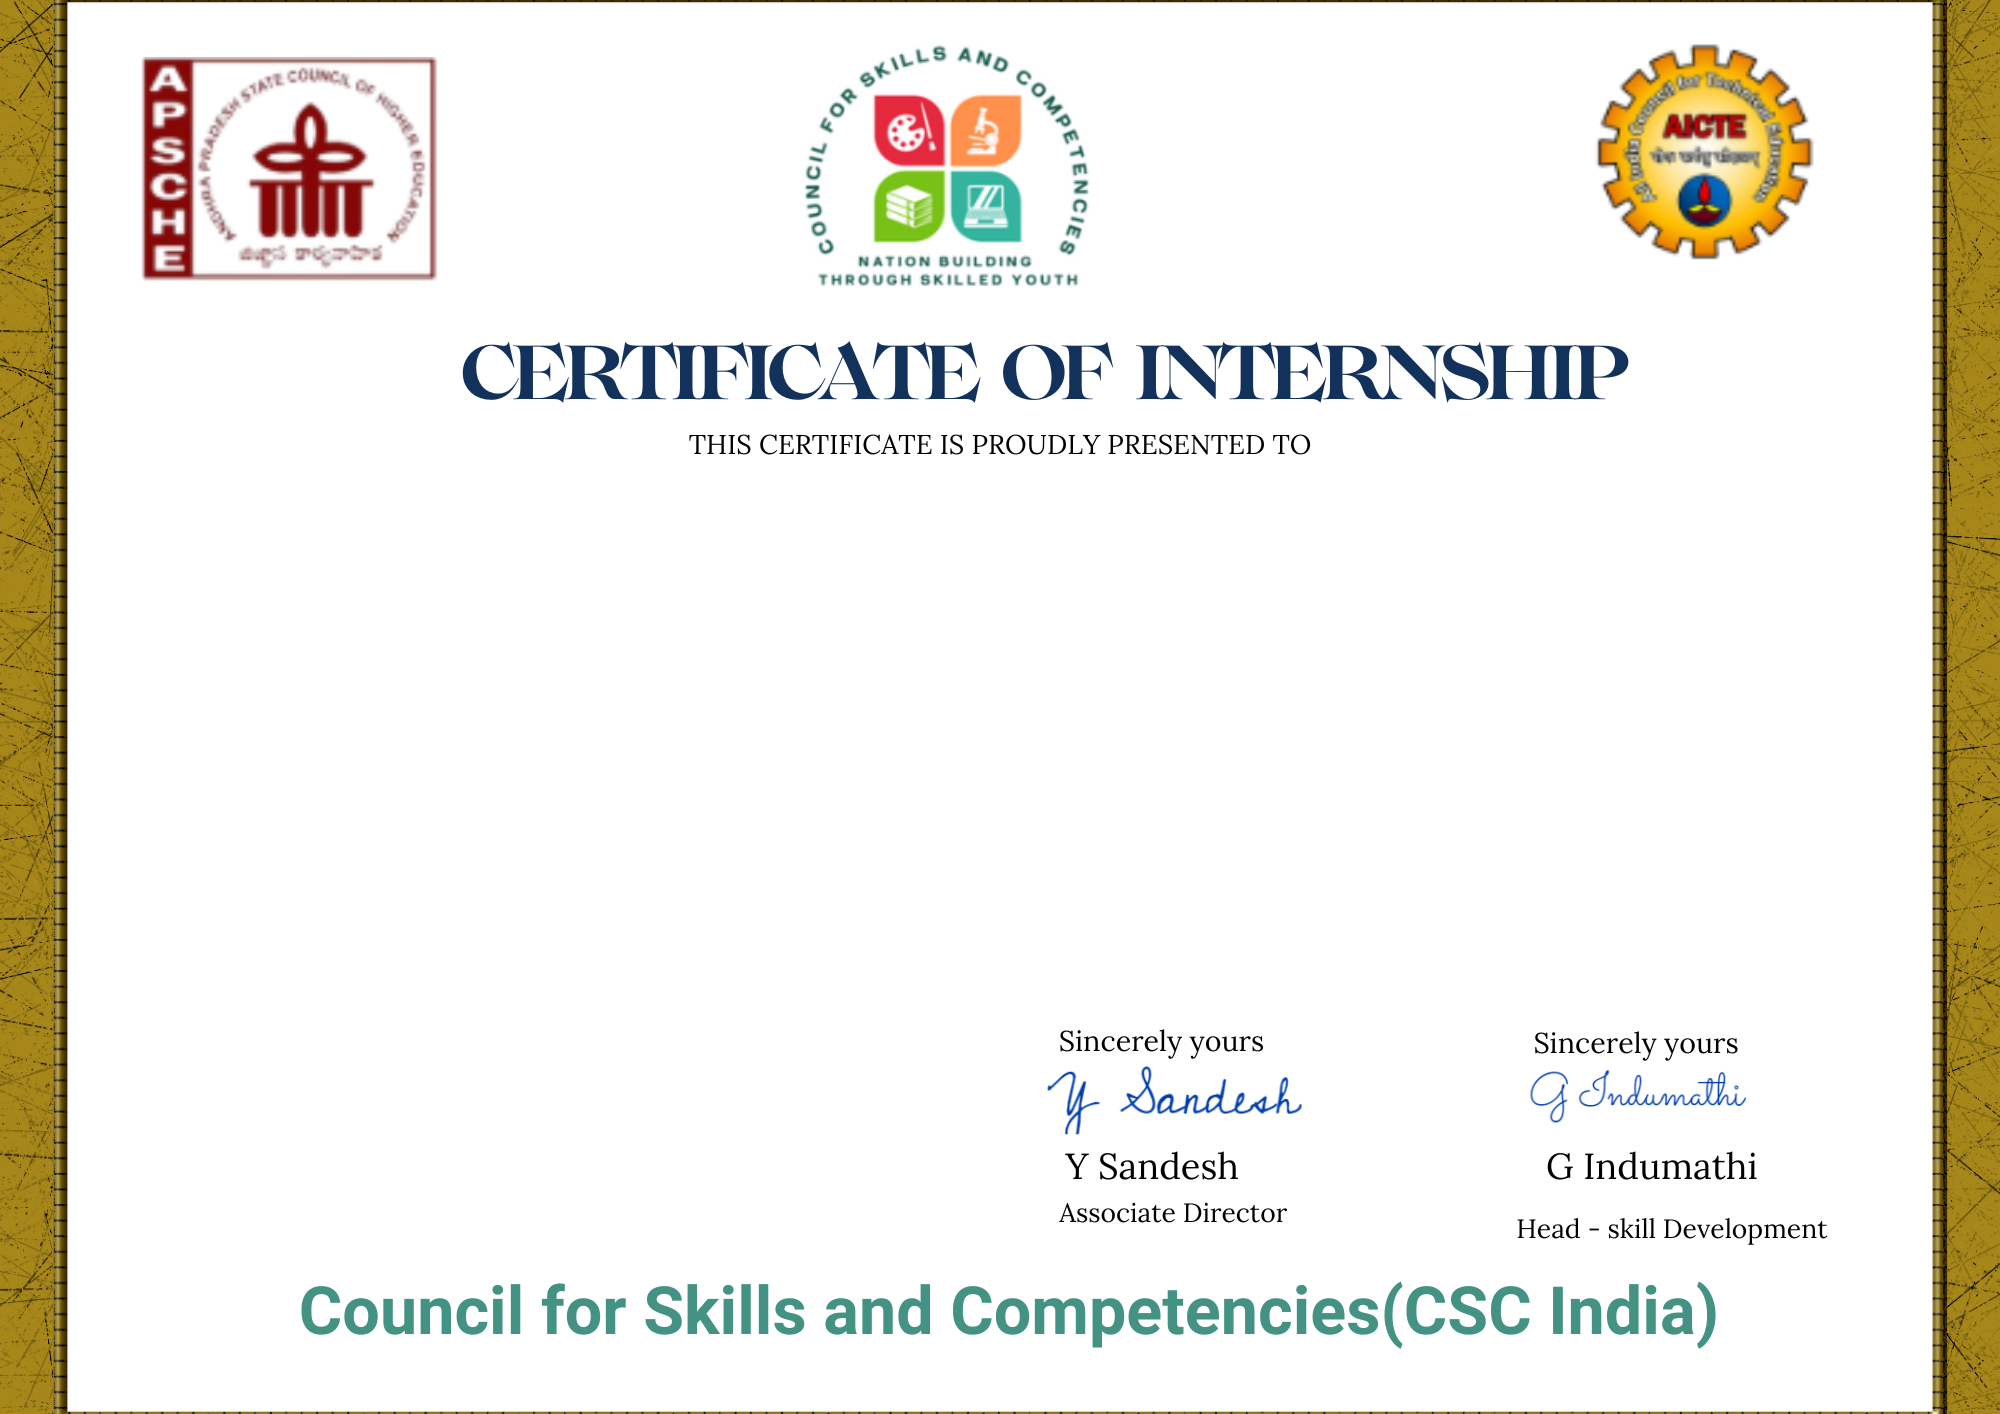 APSCHE
ANDHRA PRADESH STATE COUNCIL OF HIGHER EDUCATION
COUNCIL FOR SKILLS AND COMPETENCIES
NATION BUILDING
THROUGH SKILLED YOUTH
All India Council for Technical Education
AICTE
CERTIFICATE OF INTERNSHIP
THIS CERTIFICATE IS PROUDLY PRESENTED TO
Sincerely yours
Y Sandesh
Y Sandesh
Associate Director
Sincerely yours
G Indumathi
G Indumathi
Head - skill Development
Council for Skills and Competencies(CSC India)